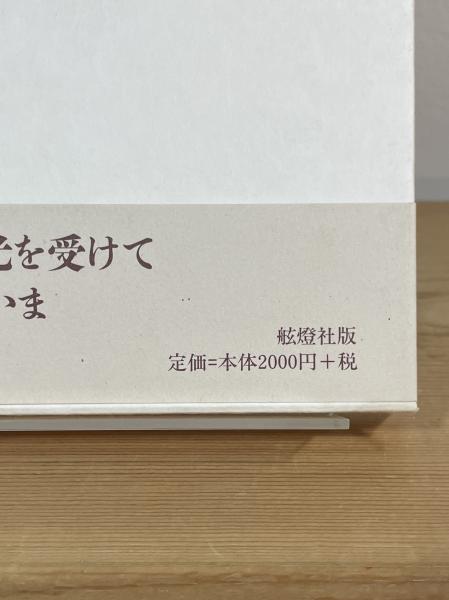 光を受けて
いま
舷燈社版
定価=本体2000円＋税